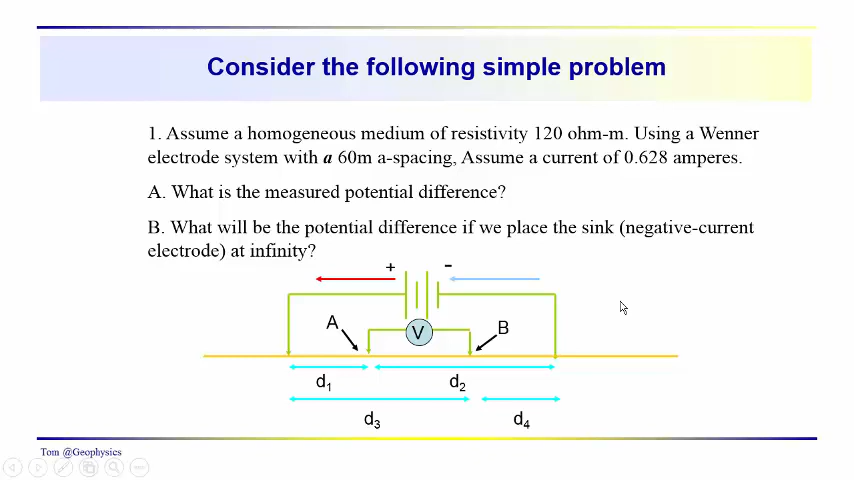 Consider the following simple problem
1. Assume a homogeneous medium of resistivity 120 ohm-m. Using a Wenner
electrode system with a 60m a-spacing, Assume a current of 0.628 amperes.
A. What is the measured potential difference?
B. What will be the potential difference if we place the sink (negative-current
electrode) at infinity?
+ -
A V B
d1 d2
d3 d4
Tom @Geophysics